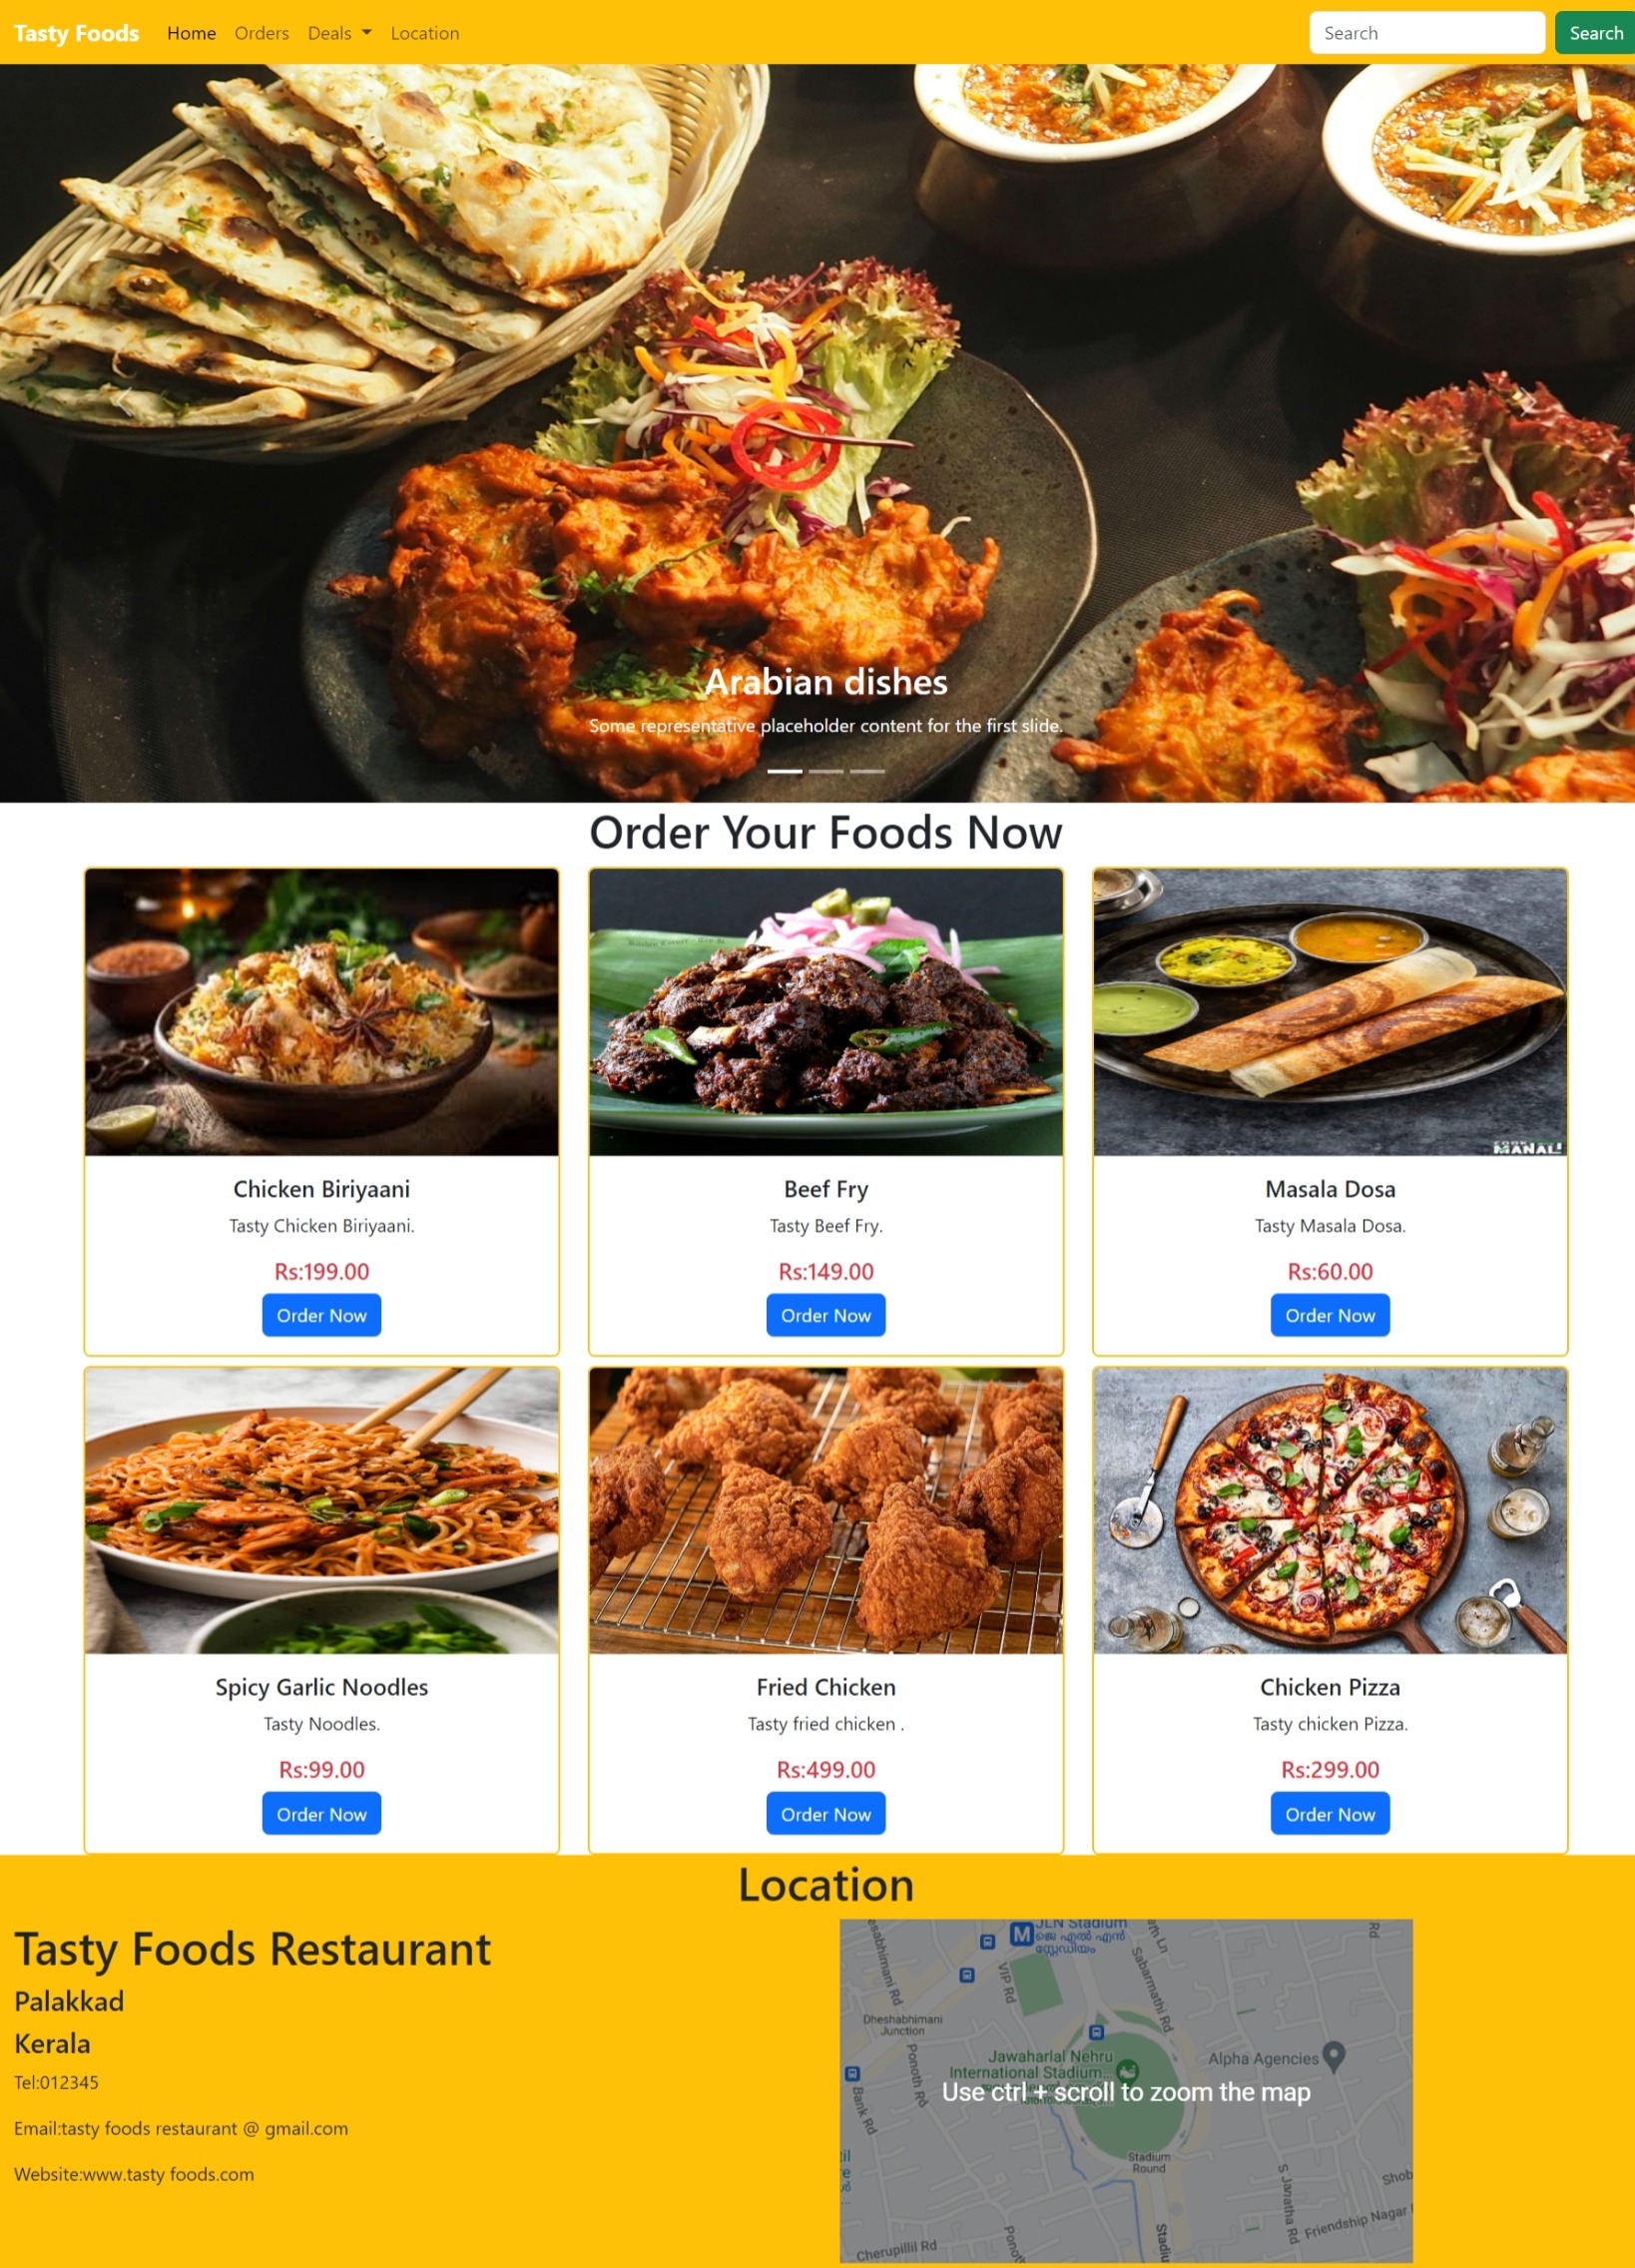 Tasty Foods Home Orders Deals Location Search Search
Arabian dishes
Some representative placeholder content for the first slide.
Order Your Foods Now
Chicken Biriyaani
Tasty Chicken Biriyaani.
Rs:199.00
Order Now
Beef Fry
Tasty Beef Fry.
Rs:149.00
Order Now
MANALI
Masala Dosa
Tasty Masala Dosa.
Rs:60.00
Order Now
Spicy Garlic Noodles
Tasty Noodles.
Rs:99.00
Order Now
Fried Chicken
Tasty fried chicken .
Rs:499.00
Order Now
Chicken Pizza
Tasty chicken Pizza.
Rs:299.00
Order Now
Location
Tasty Foods Restaurant
Palakkad
Kerala
Tel:012345
Email:tasty foods restaurant @ gmail.com
Website:www.tasty foods.com
M JLN Stadium
ജെ എൽ എൻ
സ്റ്റേഡിയം
Rd
VIP Rd
Sabarmathi Rd
Dheshabhimani
Junction
Ponoth Rd
Jawaharlal Nehru
International Stadium...
Alpha Agencies
Use ctrl + scroll to zoom the map
Bank Rd
Stadium
Round
S Janatha Rd
Friendship Nagar
Cherupillil Rd